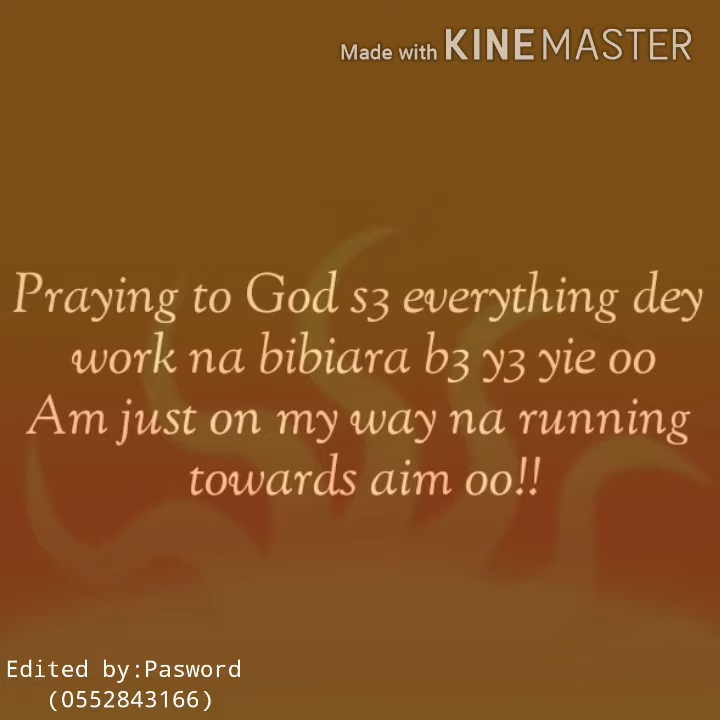 Made with KINEMASTER
Praying to God s3 everything dey
work na bibiara b3 y3 yie oo
Am just on my way na running
towards aim oo!!
Edited by:Pasword
(0552843166)